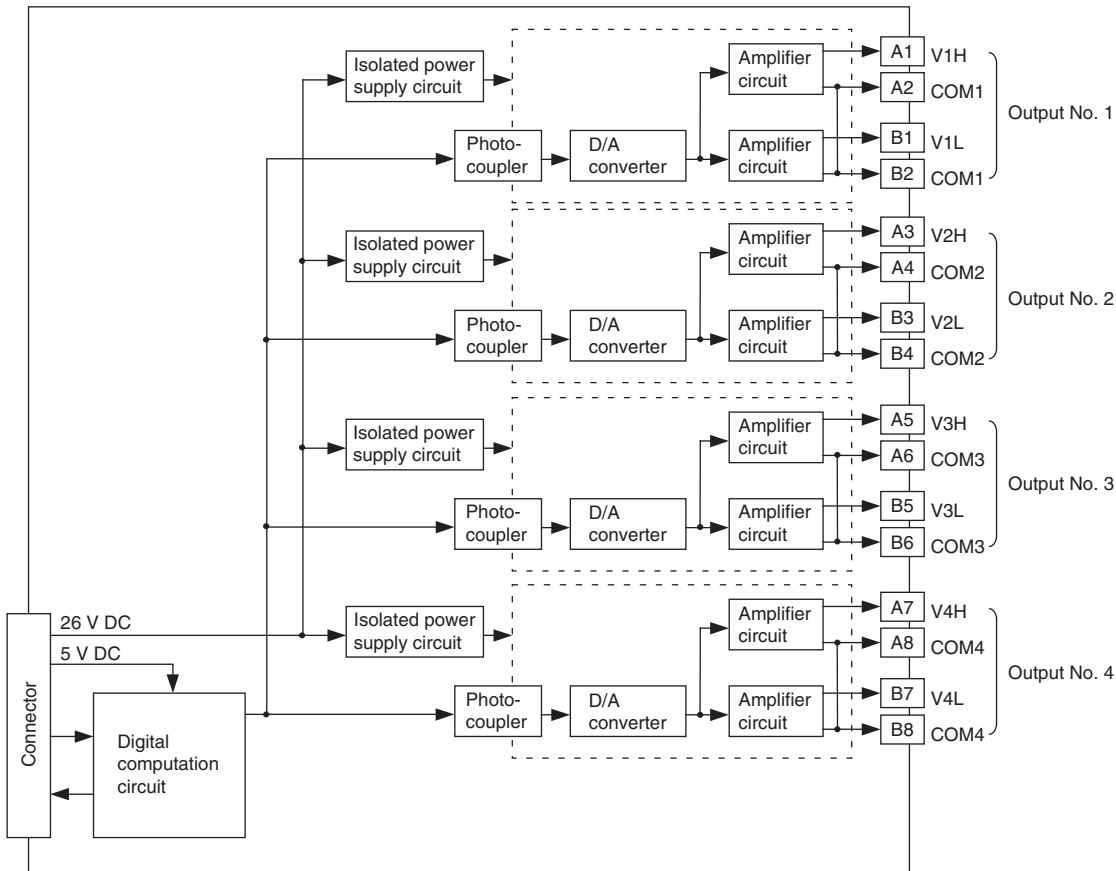 Isolated power
supply circuit
Amplifier
circuit
A1 V1H
A2 COM1
Photo-
coupler
D/A
converter
Amplifier
circuit
B1 V1L
B2 COM1
Output No. 1
Isolated power
supply circuit
Amplifier
circuit
A3 V2H
A4 COM2
Photo-
coupler
D/A
converter
Amplifier
circuit
B3 V2L
B4 COM2
Output No. 2
Isolated power
supply circuit
Amplifier
circuit
A5 V3H
A6 COM3
Photo-
coupler
D/A
converter
Amplifier
circuit
B5 V3L
B6 COM3
Output No. 3
26 V DC
5 V DC
Isolated power
supply circuit
Amplifier
circuit
A7 V4H
A8 COM4
Photo-
coupler
D/A
converter
Amplifier
circuit
B7 V4L
B8 COM4
Output No. 4
Connector
Digital
computation
circuit